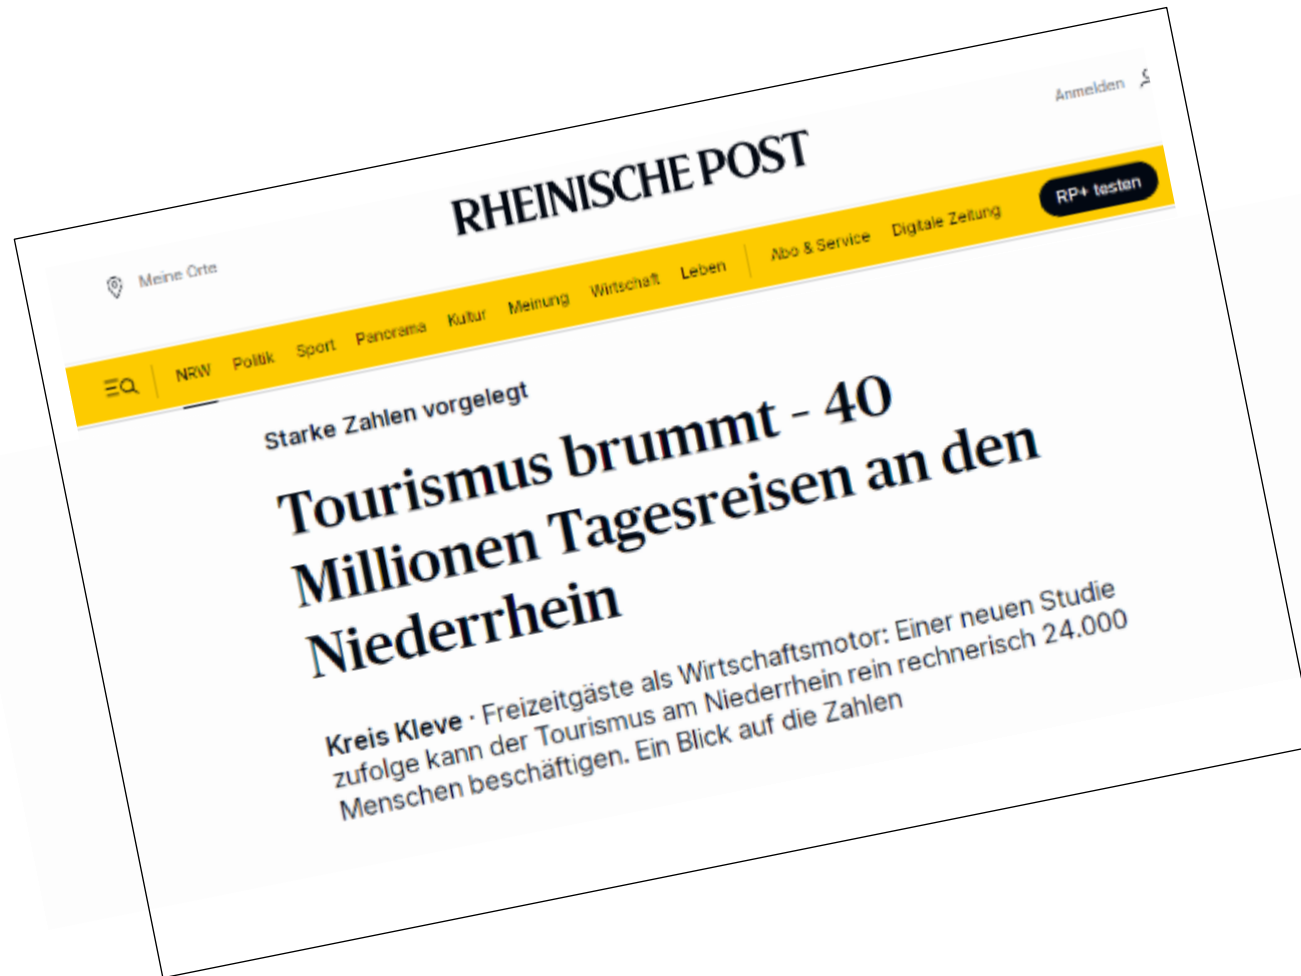 Anmelden
RHEINISCHE POST
Meine Orte
RP+ testen
NRW Politik Sport Panorama Kultur Meinung Wirtschaft Leben Abo & Service Digitale Zeitung
Starke Zahlen vorgelegt
Tourismus brummt - 40
Millionen Tagesreisen an den
Niederrhein
Kreis Kleve · Freizeitgäste als Wirtschaftsmotor: Einer neuen Studie
zufolge kann der Tourismus am Niederrhein rein rechnerisch 24.000
Menschen beschäftigen. Ein Blick auf die Zahlen